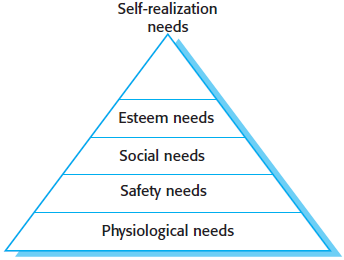 Self-realization
needs
Esteem needs
Social needs
Safety needs
Physiological needs